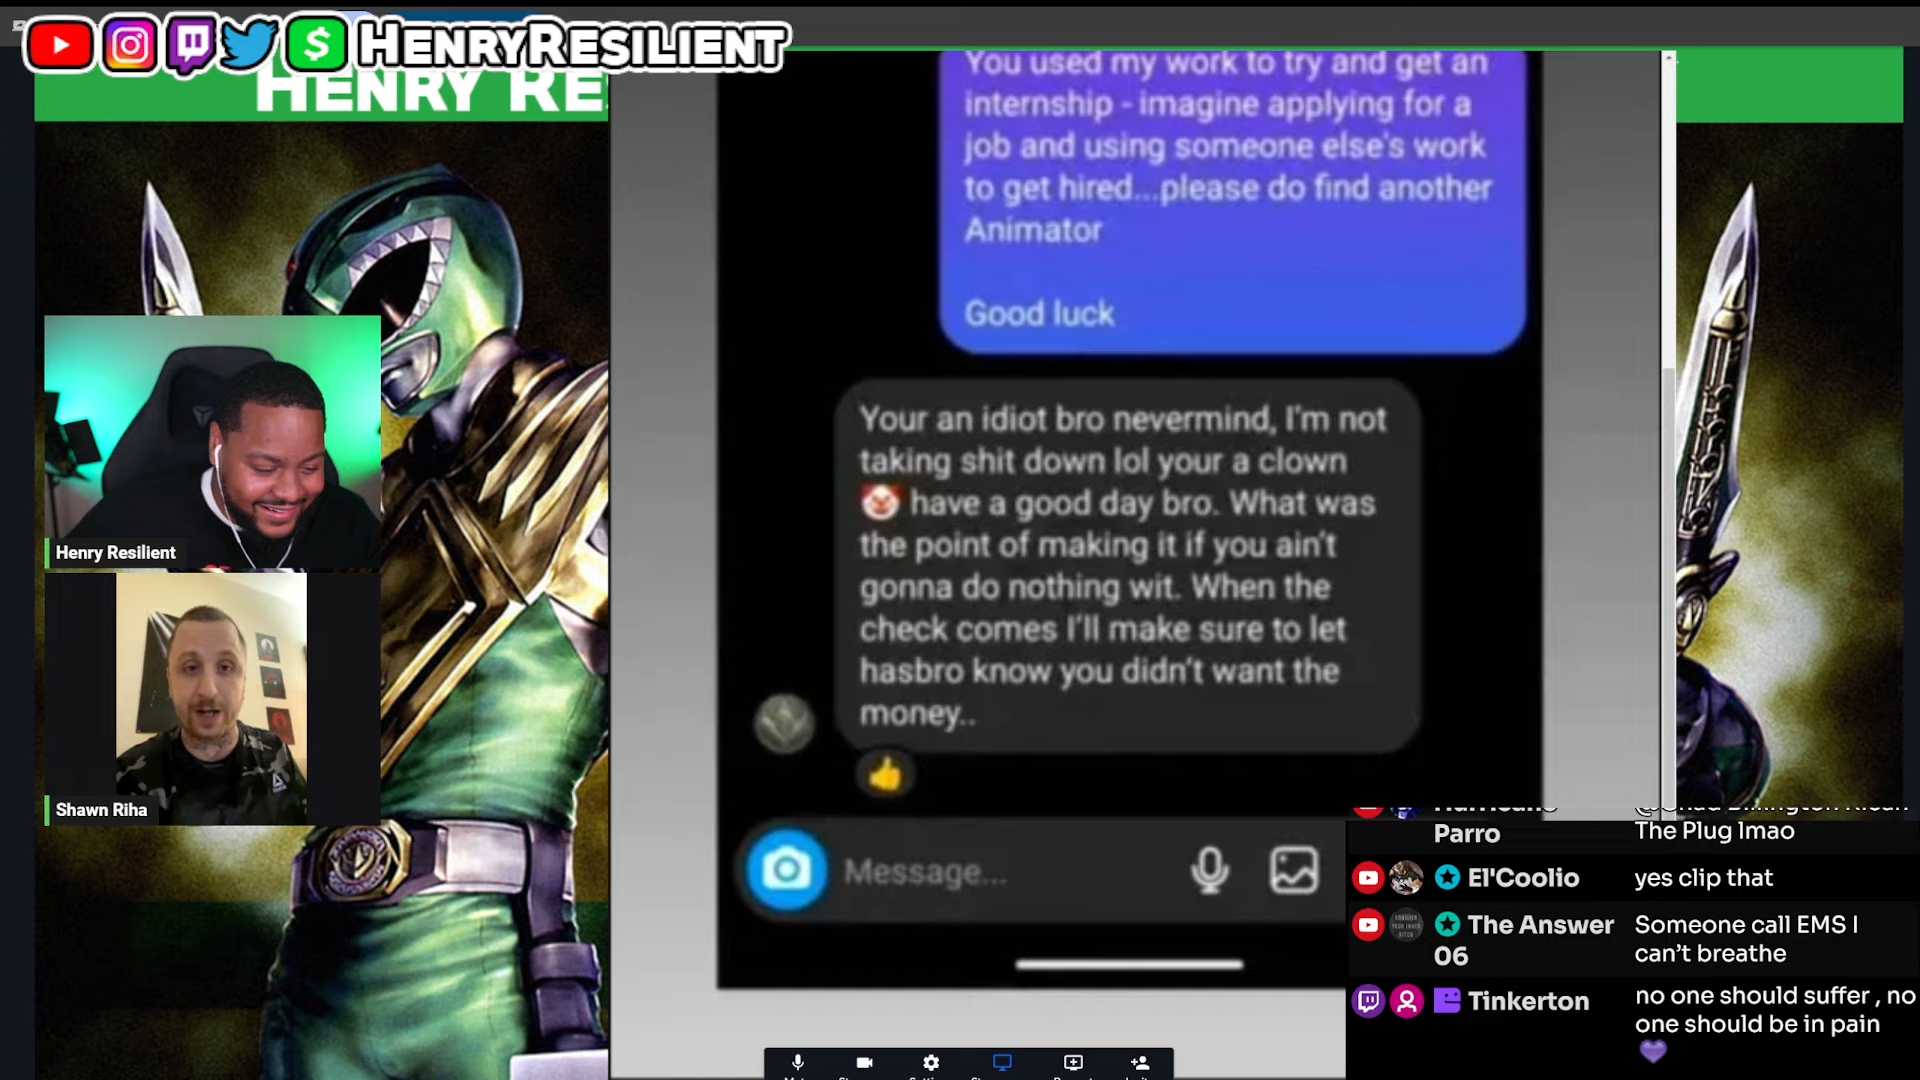 HENRYRESILIENT
HENRY RE
You used my work to try and get an
internship - imagine applying for a
job and using someone else's work
to get hired...please do find another
Animator
Good luck
Your an idiot bro nevermind, I'm not
taking shit down lol your a clown
🤡 have a good day bro. What was
the point of making it if you ain't
gonna do nothing wit. When the
check comes I'll make sure to let
hasbro know you didn't want the
money..
Message...
Henry Resilient
Shawn Riha
Parro
The Plug lmao
El'Coolio
yes clip that
The Answer
06
Someone call EMS I
can't breathe
Tinkerton
no one should suffer , no
one should be in pain
💜